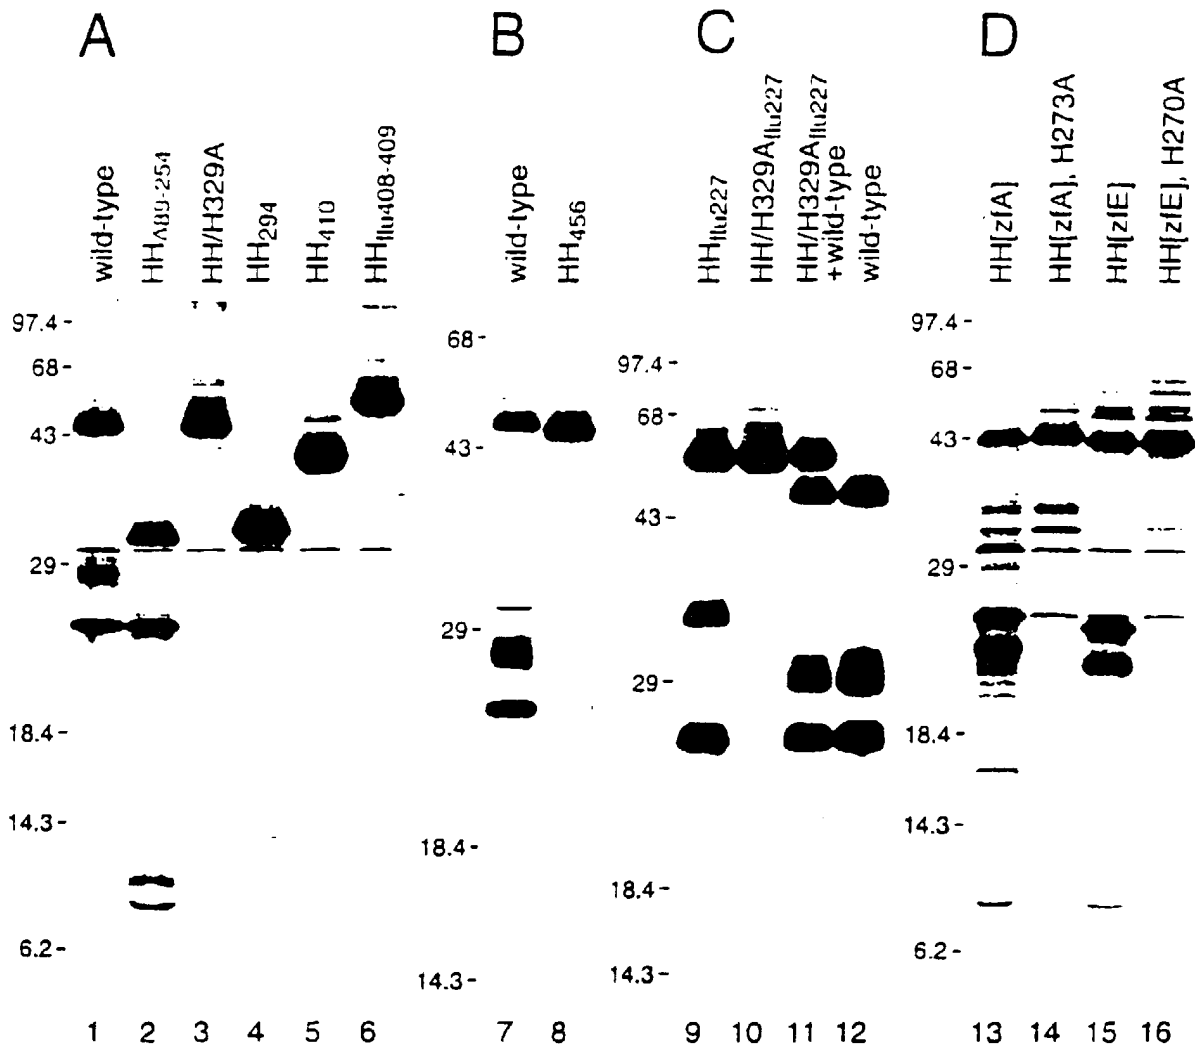 A
B
C
D
wild-type
HHΔ89-254
HH/H329A
HH294
HH410
HHflu408-409
wild-type
HH456
HHflu227
HH/H329Aflu227
HH/H329Aflu227
+wild-type
wild-type
HH[zfA]
HH[zfA], H273A
HH[zfE]
HH[zfE], H270A
97.4
68
43
29
18.4
14.3
6.2
68
43
29
18.4
14.3
97.4
68
43
29
18.4
14.3
97.4
68
43
29
18.4
14.3
6.2
1 2 3 4 5 6 7 8 9 10 11 12 13 14 15 16